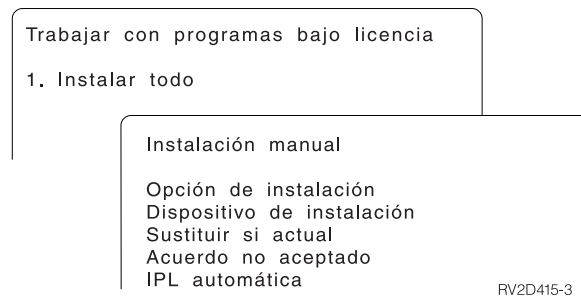 Trabajar con programas bajo licencia
1. Instalar todo
Instalación manual
Opción de instalación
Dispositivo de instalación
Sustituir si actual
Acuerdo no aceptado
IPL automática
RV2D415-3